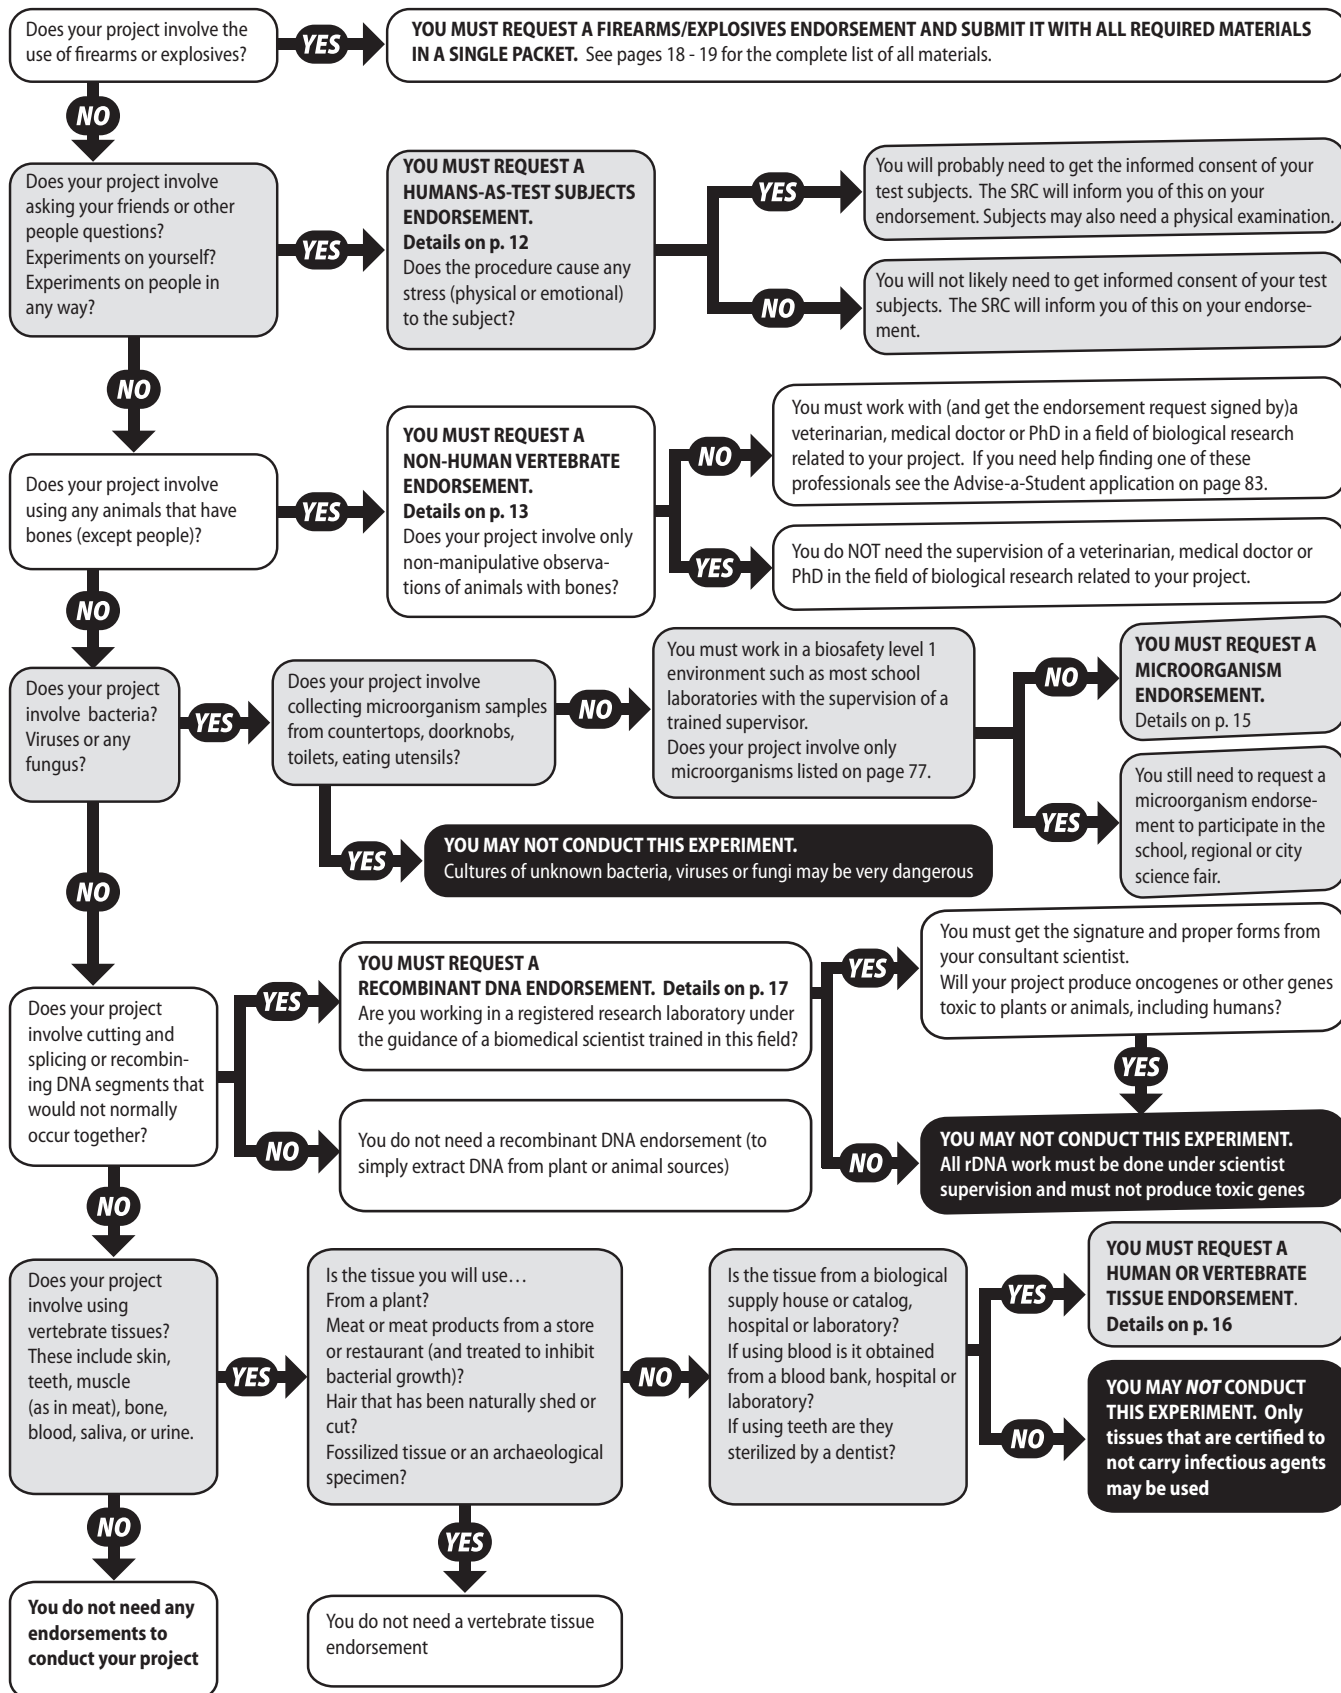 Does your project involve the
use of firearms or explosives?
YES
YOU MUST REQUEST A FIREARMS/EXPLOSIVES ENDORSEMENT AND SUBMIT IT WITH ALL REQUIRED MATERIALS
IN A SINGLE PACKET. See pages 18 - 19 for the complete list of all materials.
NO
Does your project involve
asking your friends or other
people questions?
Experiments on yourself?
Experiments on people in
any way?
YES
YOU MUST REQUEST A
HUMANS-AS-TEST SUBJECTS
ENDORSEMENT.
Details on p. 12
Does the procedure cause any
stress (physical or emotional)
to the subject?
YES
You will probably need to get the informed consent of your
test subjects. The SRC will inform you of this on your
endorsement. Subjects may also need a physical examination.
NO
You will not likely need to get informed consent of your test
subjects. The SRC will inform you of this on your endorse-
ment.
NO
Does your project involve
using any animals that have
bones (except people)?
YES
YOU MUST REQUEST A
NON-HUMAN VERTEBRATE
ENDORSEMENT.
Details on p. 13
Does your project involve only
non-manipulative observa-
tions of animals with bones?
NO
You must work with (and get the endorsement request signed by)a
veterinarian, medical doctor or PhD in a field of biological research
related to your project. If you need help finding one of these
professionals see the Advise-a-Student application on page 83.
YES
You do NOT need the supervision of a veterinarian, medical doctor or
PhD in the field of biological research related to your project.
NO
Does your project
involve bacteria?
Viruses or any
fungus?
YES
Does your project involve
collecting microorganism samples
from countertops, doorknobs,
toilets, eating utensils?
NO
You must work in a biosafety level 1
environment such as most school
laboratories with the supervision of a
trained supervisor.
Does your project involve only
microorganisms listed on page 77.
NO
YOU MUST REQUEST A
MICROORGANISM
ENDORSEMENT.
Details on p. 15
YES
You still need to request a
microorganism endorse-
ment to participate in the
school, regional or city
science fair.
YES
YOU MAY NOT CONDUCT THIS EXPERIMENT.
Cultures of unknown bacteria, viruses or fungi may be very dangerous
NO
Does your project
involve cutting and
splicing or recombin-
ing DNA segments that
would not normally
occur together?
YES
YOU MUST REQUEST A
RECOMBINANT DNA ENDORSEMENT. Details on p. 17
Are you working in a registered research laboratory under
the guidance of a biomedical scientist trained in this field?
YES
You must get the signature and proper forms from
your consultant scientist.
Will your project produce oncogenes or other genes
toxic to plants or animals, including humans?
YES
NO
YOU MAY NOT CONDUCT THIS EXPERIMENT.
All rDNA work must be done under scientist
supervision and must not produce toxic genes
NO
You do not need a recombinant DNA endorsement (to
simply extract DNA from plant or animal sources)
NO
Does your project
involve using
vertebrate tissues?
These include skin,
teeth, muscle
(as in meat), bone,
blood, saliva, or urine.
YES
Is the tissue you will use…
From a plant?
Meat or meat products from a store
or restaurant (and treated to inhibit
bacterial growth)?
Hair that has been naturally shed or
cut?
Fossilized tissue or an archaeological
specimen?
NO
Is the tissue from a biological
supply house or catalog,
hospital or laboratory?
If using blood is it obtained
from a blood bank, hospital or
laboratory?
If using teeth are they
sterilized by a dentist?
YES
YOU MUST REQUEST A
HUMAN OR VERTEBRATE
TISSUE ENDORSEMENT.
Details on p. 16
NO
YOU MAY NOT CONDUCT
THIS EXPERIMENT. Only
tissues that are certified to
not carry infectious agents
may be used
NO
You do not need any
endorsements to
conduct your project
YES
You do not need a vertebrate tissue
endorsement